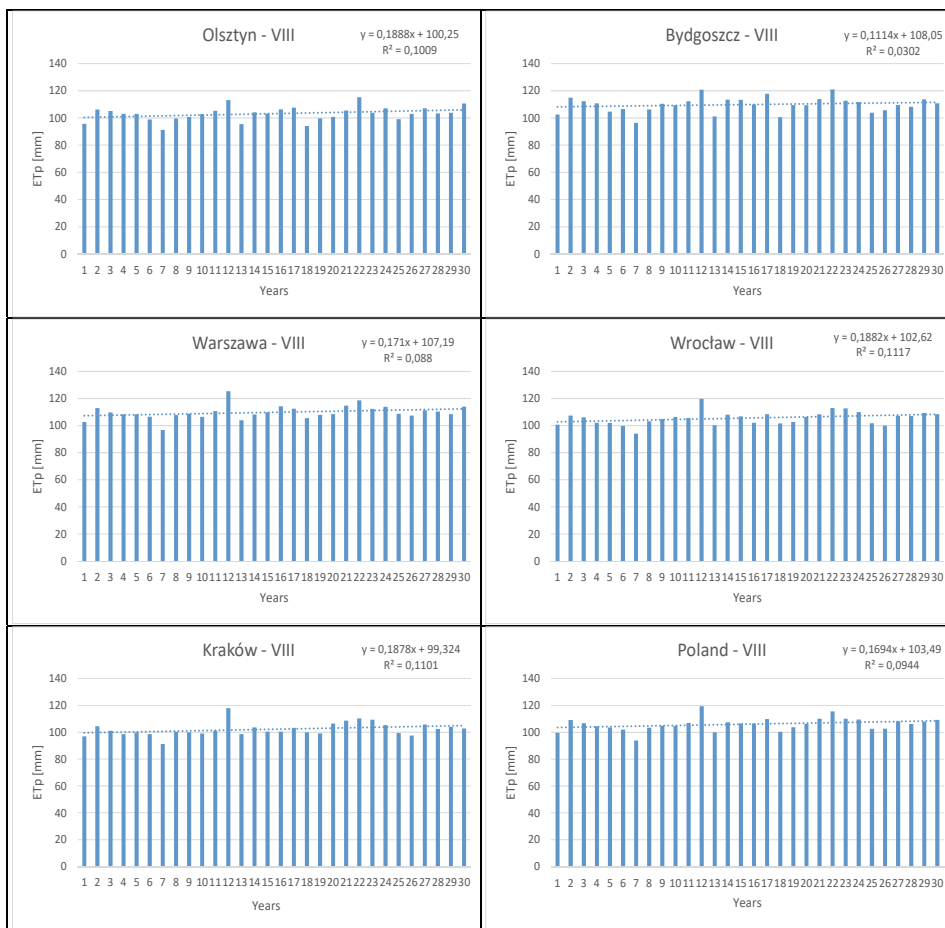 Olsztyn - VIII
y = 0,1888x + 100,25
R² = 0,1009
140
120
100
80
60
40
20
0
ETp [mm]
1 2 3 4 5 6 7 8 9 10 11 12 13 14 15 16 17 18 19 20 21 22 23 24 25 26 27 28 29 30
Years
Bydgoszcz - VIII
y = 0,1114x + 108,05
R² = 0,0302
140
120
100
80
60
40
20
0
ETp [mm]
1 2 3 4 5 6 7 8 9 10 11 12 13 14 15 16 17 18 19 20 21 22 23 24 25 26 27 28 29 30
Years
Warszawa - VIII
y = 0,171x + 107,19
R² = 0,088
140
120
100
80
60
40
20
0
ETp [mm]
1 2 3 4 5 6 7 8 9 10 11 12 13 14 15 16 17 18 19 20 21 22 23 24 25 26 27 28 29 30
Years
Wrocław - VIII
y = 0,1882x + 102,62
R² = 0,1117
140
120
100
80
60
40
20
0
ETp [mm]
1 2 3 4 5 6 7 8 9 10 11 12 13 14 15 16 17 18 19 20 21 22 23 24 25 26 27 28 29 30
Years
Kraków - VIII
y = 0,1878x + 99,324
R² = 0,1101
140
120
100
80
60
40
20
0
ETp [mm]
1 2 3 4 5 6 7 8 9 10 11 12 13 14 15 16 17 18 19 20 21 22 23 24 25 26 27 28 29 30
Years
Poland - VIII
y = 0,1694x + 103,49
R² = 0,0944
140
120
100
80
60
40
20
0
ETp [mm]
1 2 3 4 5 6 7 8 9 10 11 12 13 14 15 16 17 18 19 20 21 22 23 24 25 26 27 28 29 30
Years